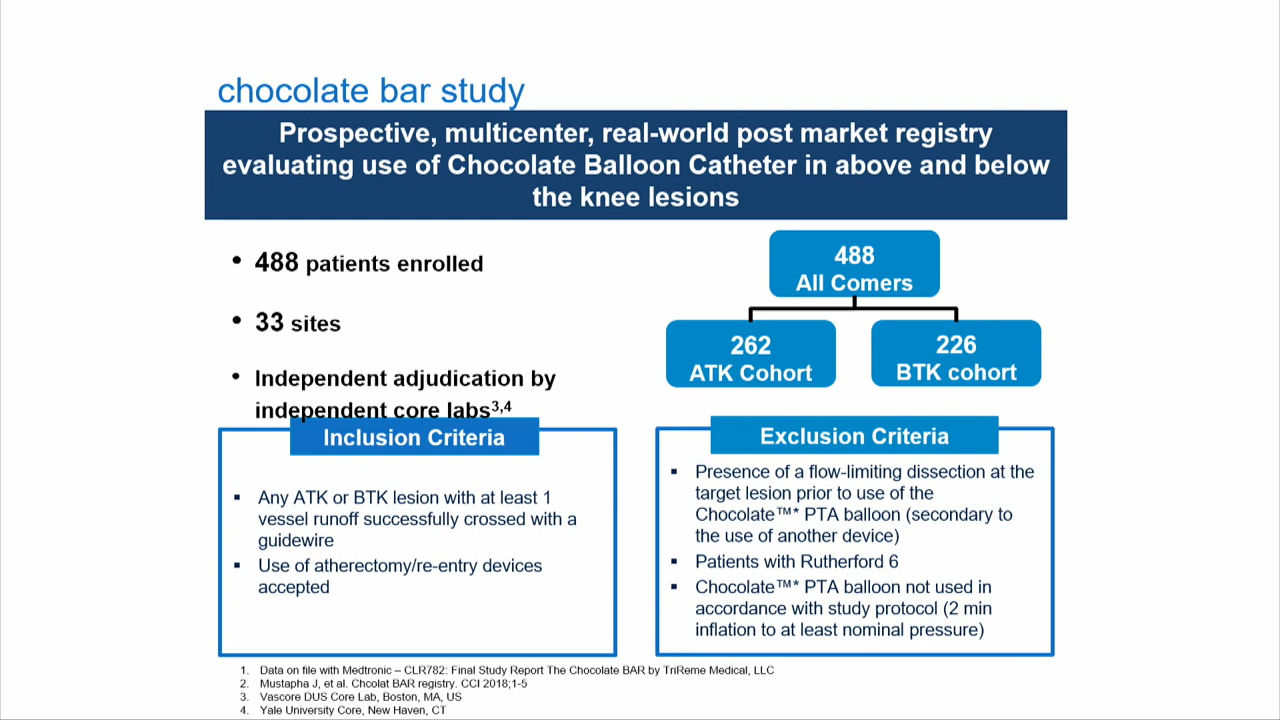 chocolate bar study
Prospective, multicenter, real-world post market registry
evaluating use of Chocolate Balloon Catheter in above and below
the knee lesions
• 488 patients enrolled
• 33 sites
• Independent adjudication by
independent core labs3,4
488
All Comers
262
ATK Cohort
226
BTK cohort
Inclusion Criteria
▪ Any ATK or BTK lesion with at least 1
vessel runoff successfully crossed with a
guidewire
▪ Use of atherectomy/re-entry devices
accepted
Exclusion Criteria
▪ Presence of a flow-limiting dissection at the
target lesion prior to use of the
Chocolate™* PTA balloon (secondary to
the use of another device)
▪ Patients with Rutherford 6
▪ Chocolate™* PTA balloon not used in
accordance with study protocol (2 min
inflation to at least nominal pressure)
1. Data on file with Medtronic – CLR782: Final Study Report The Chocolate BAR by TriReme Medical, LLC
2. Mustapha J, et al. Chcolat BAR registry. CCI 2018;1-5
3. Vascore DUS Core Lab, Boston, MA, US
4. Yale University Core, New Haven, CT